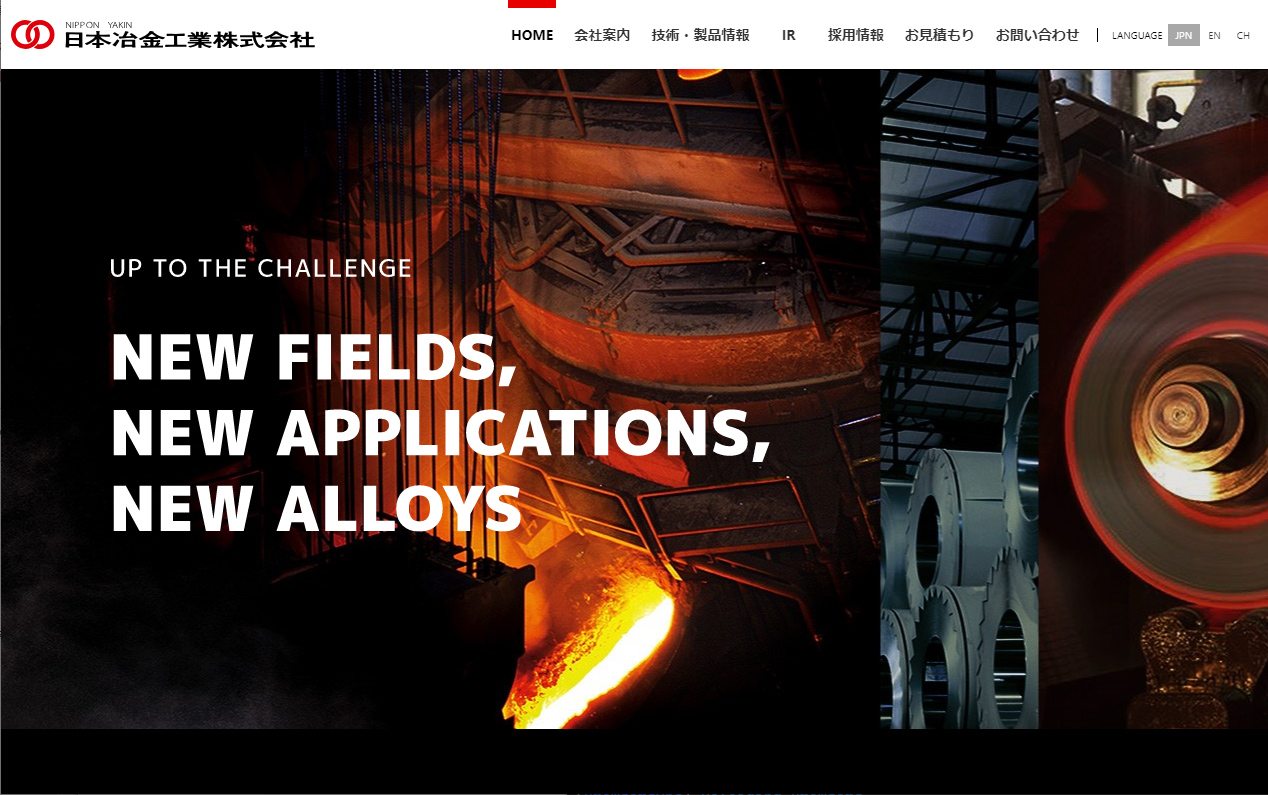 NIPPON YAKIN
日本冶金工業株式会社
HOME 会社案内 技術・製品情報 IR 採用情報 お見積もり お問い合わせ LANGUAGE JPN EN CH
UP TO THE CHALLENGE
NEW FIELDS,
NEW APPLICATIONS,
NEW ALLOYS